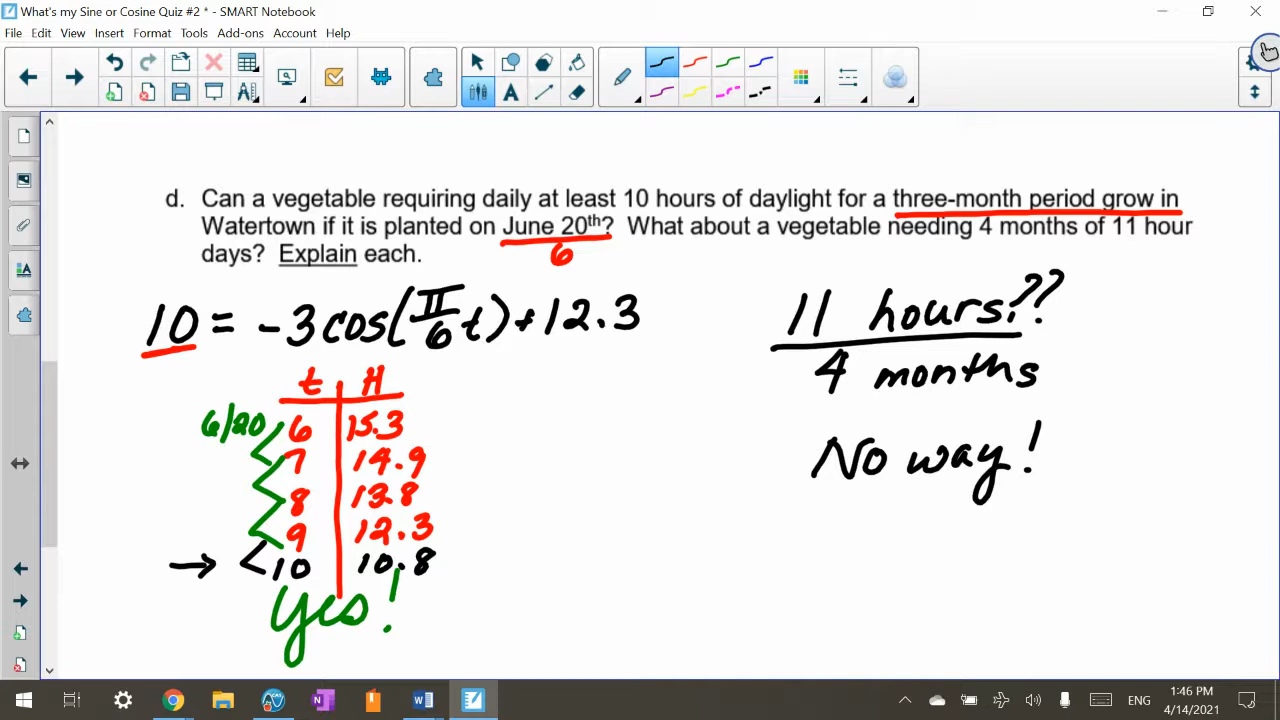 What's my Sine or Cosine Quiz #2 * - SMART Notebook
File Edit View Insert Format Tools Add-ons Account Help
d. Can a vegetable requiring daily at least 10 hours of daylight for a three-month period grow in
Watertown if it is planted on June 20th? What about a vegetable needing 4 months of 11 hour
days? Explain each.
6
10 = -3cos(π/6 t)+12.3
t H
6/20 6 15.3
7 14.9
8 13.8
9 12.3
→ 10 10.8
Yes!
11 hours??
4 months
No way!
ENG
1:46 PM
4/14/2021